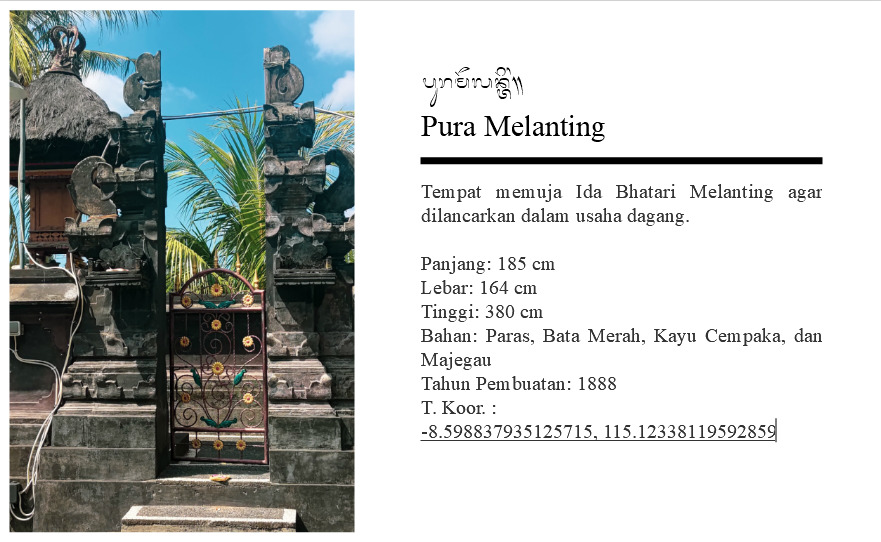 ᬧᬸᬭᬫᭂᬮᬦ᭄ᬢᬶᬂ᭟
Pura Melanting
Tempat memuja Ida Bhatari Melanting agar
dilancarkan dalam usaha dagang.
Panjang: 185 cm
Lebar: 164 cm
Tinggi: 380 cm
Bahan: Paras, Bata Merah, Kayu Cempaka, dan
Majegau
Tahun Pembuatan: 1888
T. Koor. :
-8.598837935125715, 115.12338119592859